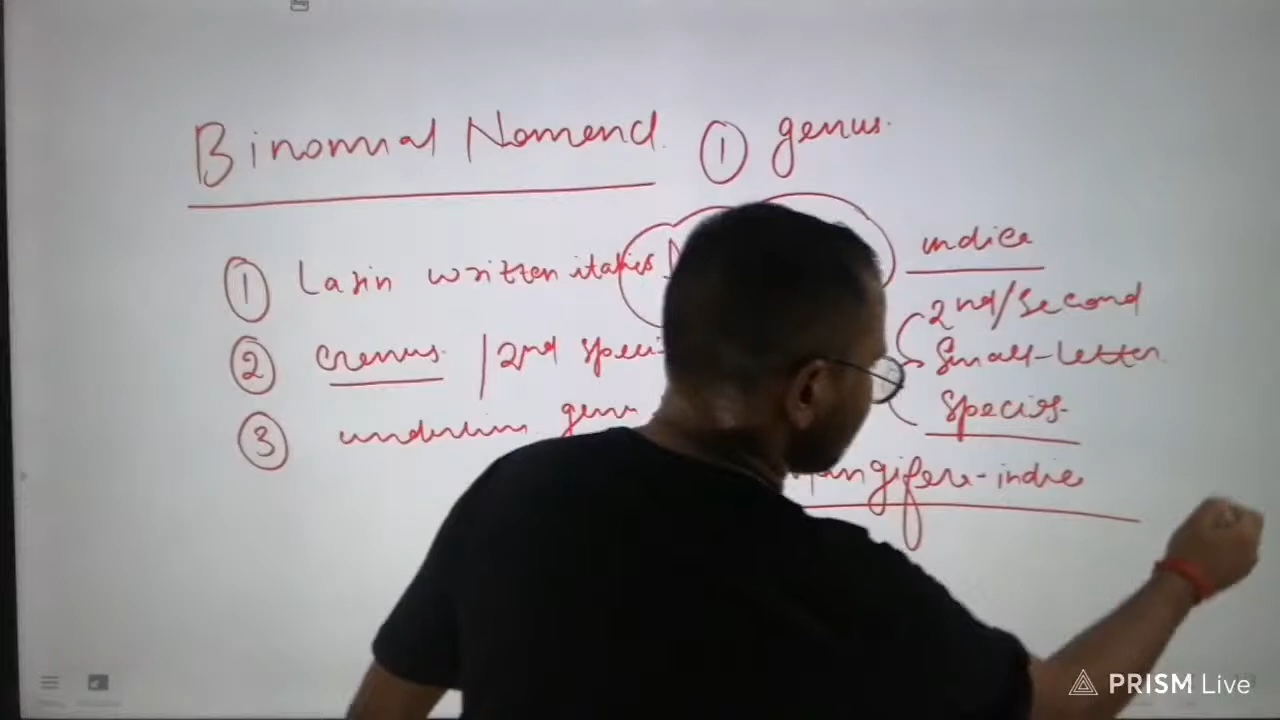 Binomial Nomencl. ① genus.
① Latin written italics
indica
2nd/Second
② Genus. / 2nd speci
Small-letter
③ underline genu
Species-
angifera-indic
PRISM Live